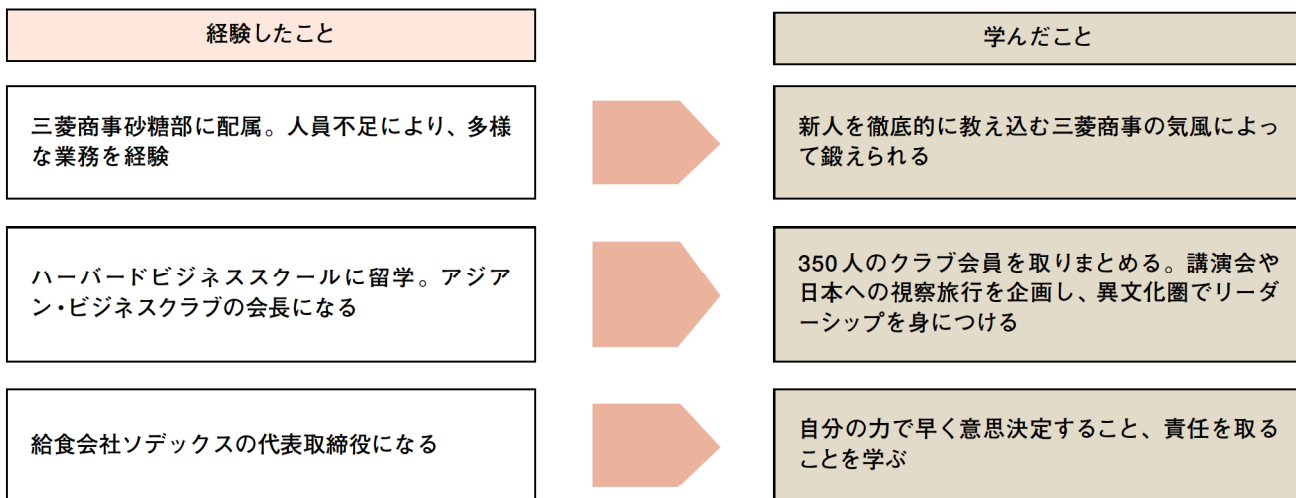 経験したこと
学んだこと
三菱商事砂糖部に配属。人員不足により、多様
な業務を経験
新人を徹底的に教え込む三菱商事の気風によっ
て鍛えられる
ハーバードビジネススクールに留学。アジア
ン・ビジネスクラブの会長になる
350人のクラブ会員を取りまとめる。講演会や
日本への視察旅行を企画し、異文化圏でリーダ
ーシップを身につける
給食会社ソデックスの代表取締役になる
自分の力で早く意思決定すること、責任を取る
ことを学ぶ